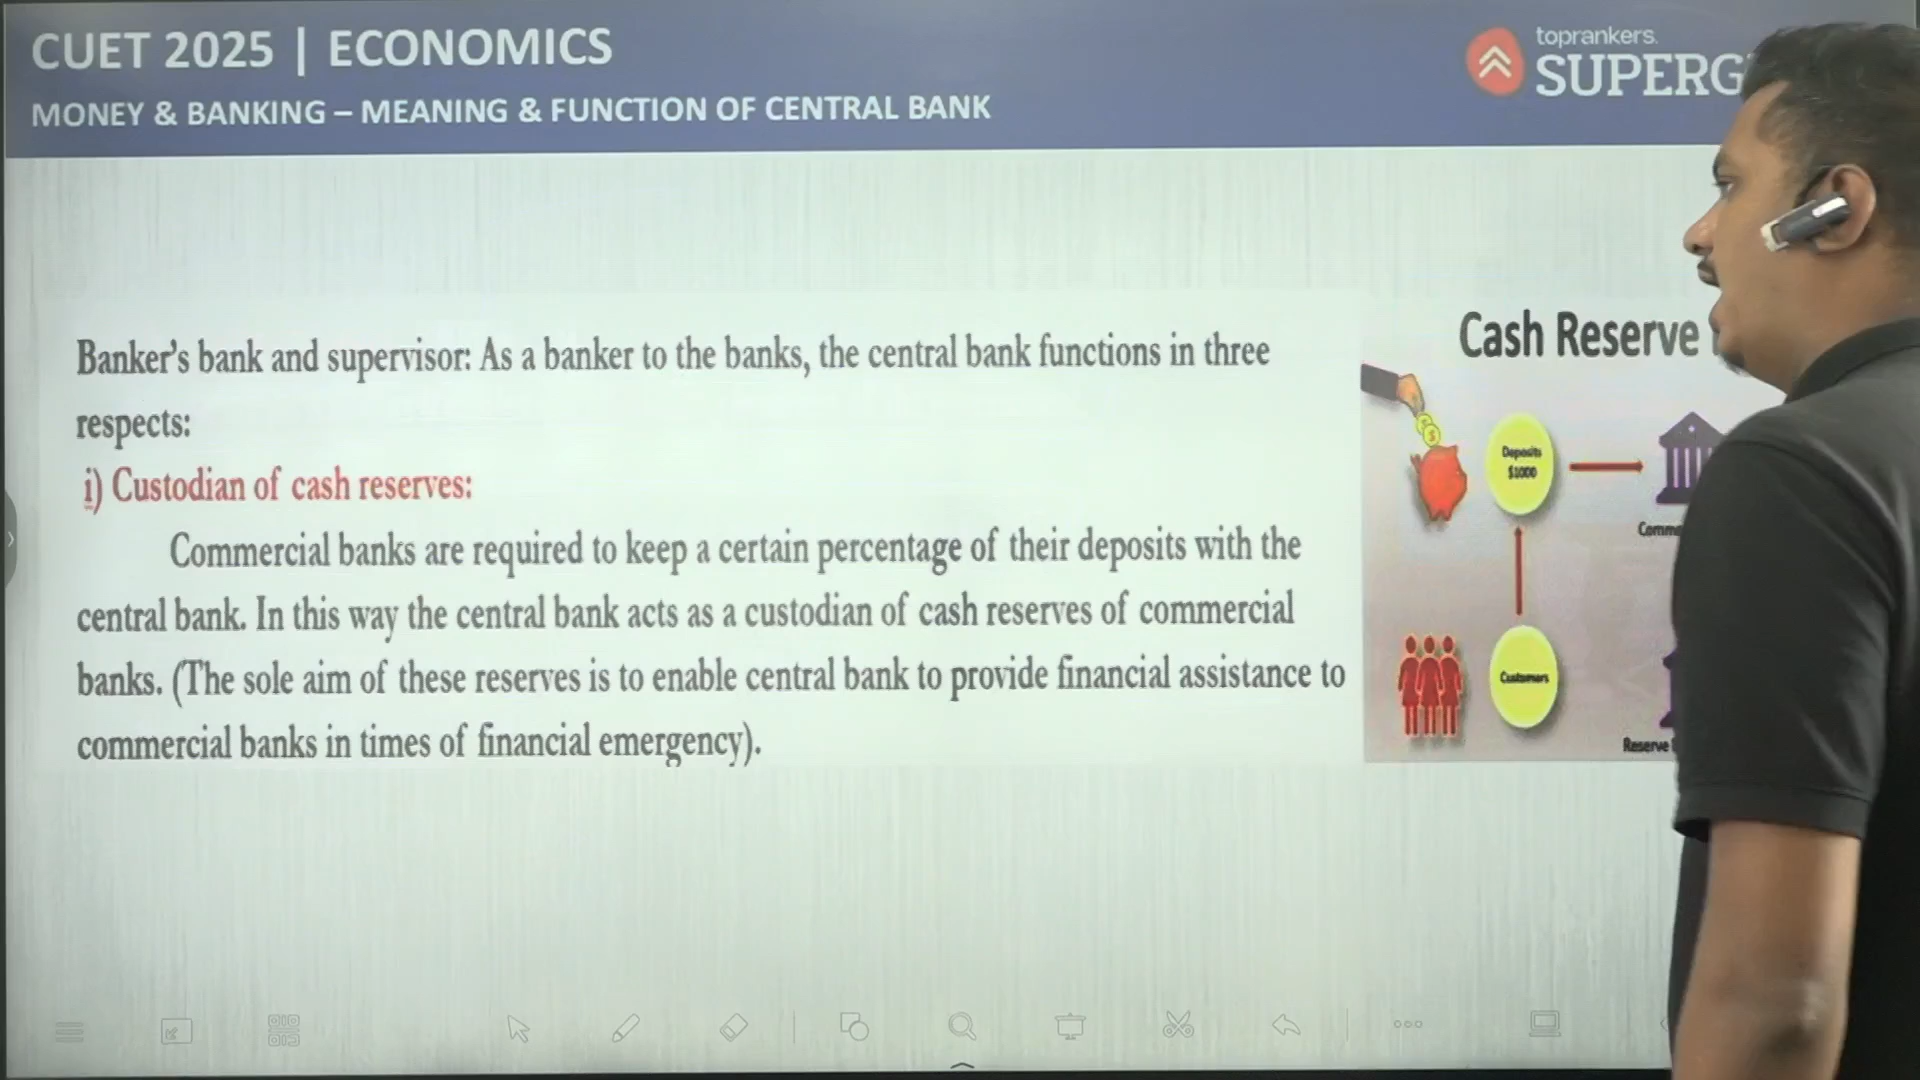 CUET 2025 | ECONOMICS
MONEY & BANKING – MEANING & FUNCTION OF CENTRAL BANK
toprankers.
Banker's bank and supervisor: As a banker to the banks, the central bank functions in three
respects:
i) Custodian of cash reserves:
Commercial banks are required to keep a certain percentage of their deposits with the
central bank. In this way the central bank acts as a custodian of cash reserves of commercial
banks. (The sole aim of these reserves is to enable central bank to provide financial assistance to
commercial banks in times of financial emergency).
Cash Reserve
Deposits
$1000
Customers
Reserve